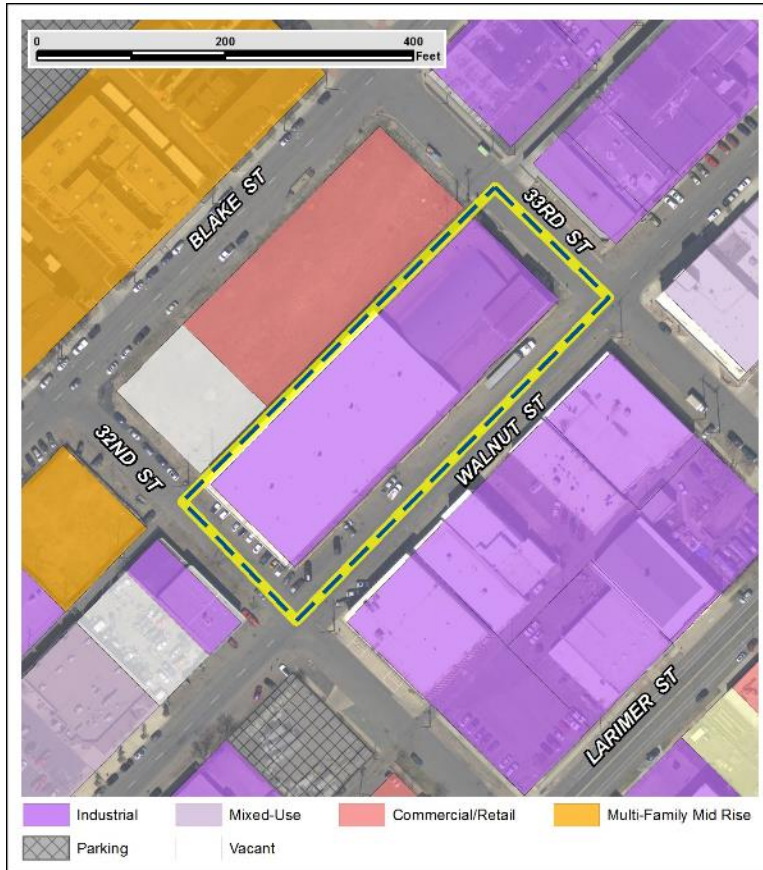 0 200 400
Feet
BLAKE ST
33RD ST
32ND ST
WALNUT ST
LARIMER ST
Industrial Mixed-Use Commercial/Retail Multi-Family Mid Rise
Parking Vacant